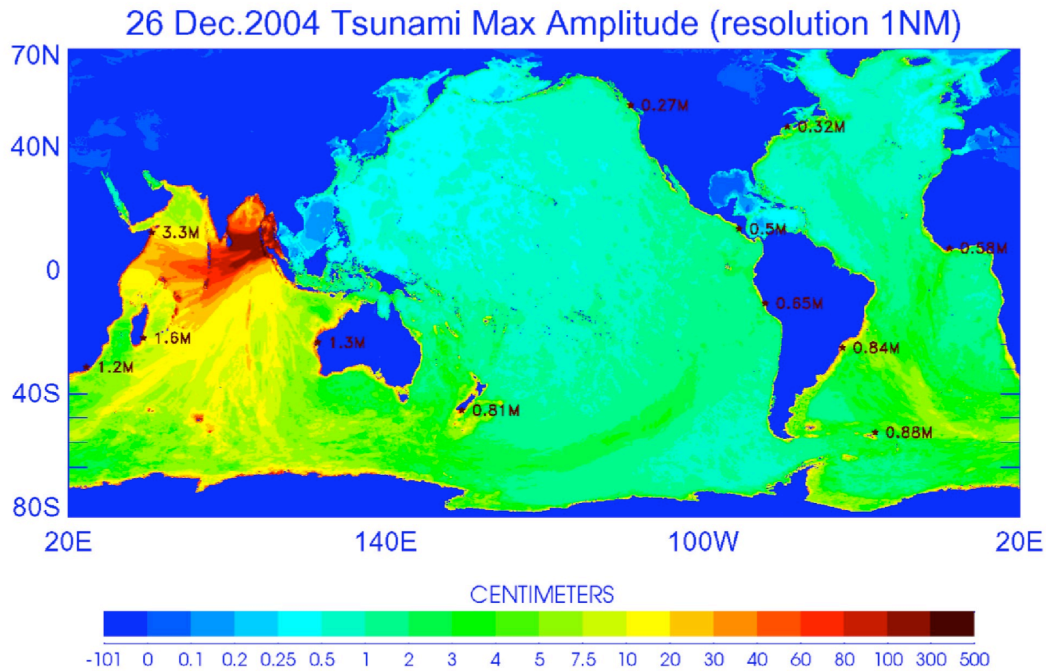 26 Dec.2004 Tsunami Max Amplitude (resolution 1NM)
70N
0.27M
0.32M
40N
3.3M
0.5M
0.58M
0
0.65M
1.6M
1.3M
0.84M
1.2M
40S
0.81M
0.88M
80S
20E 140E 100W 20E
CENTIMETERS
-101 0 0.1 0.2 0.25 0.5 1 2 3 4 5 7.5 10 20 30 40 60 80 100 300 500